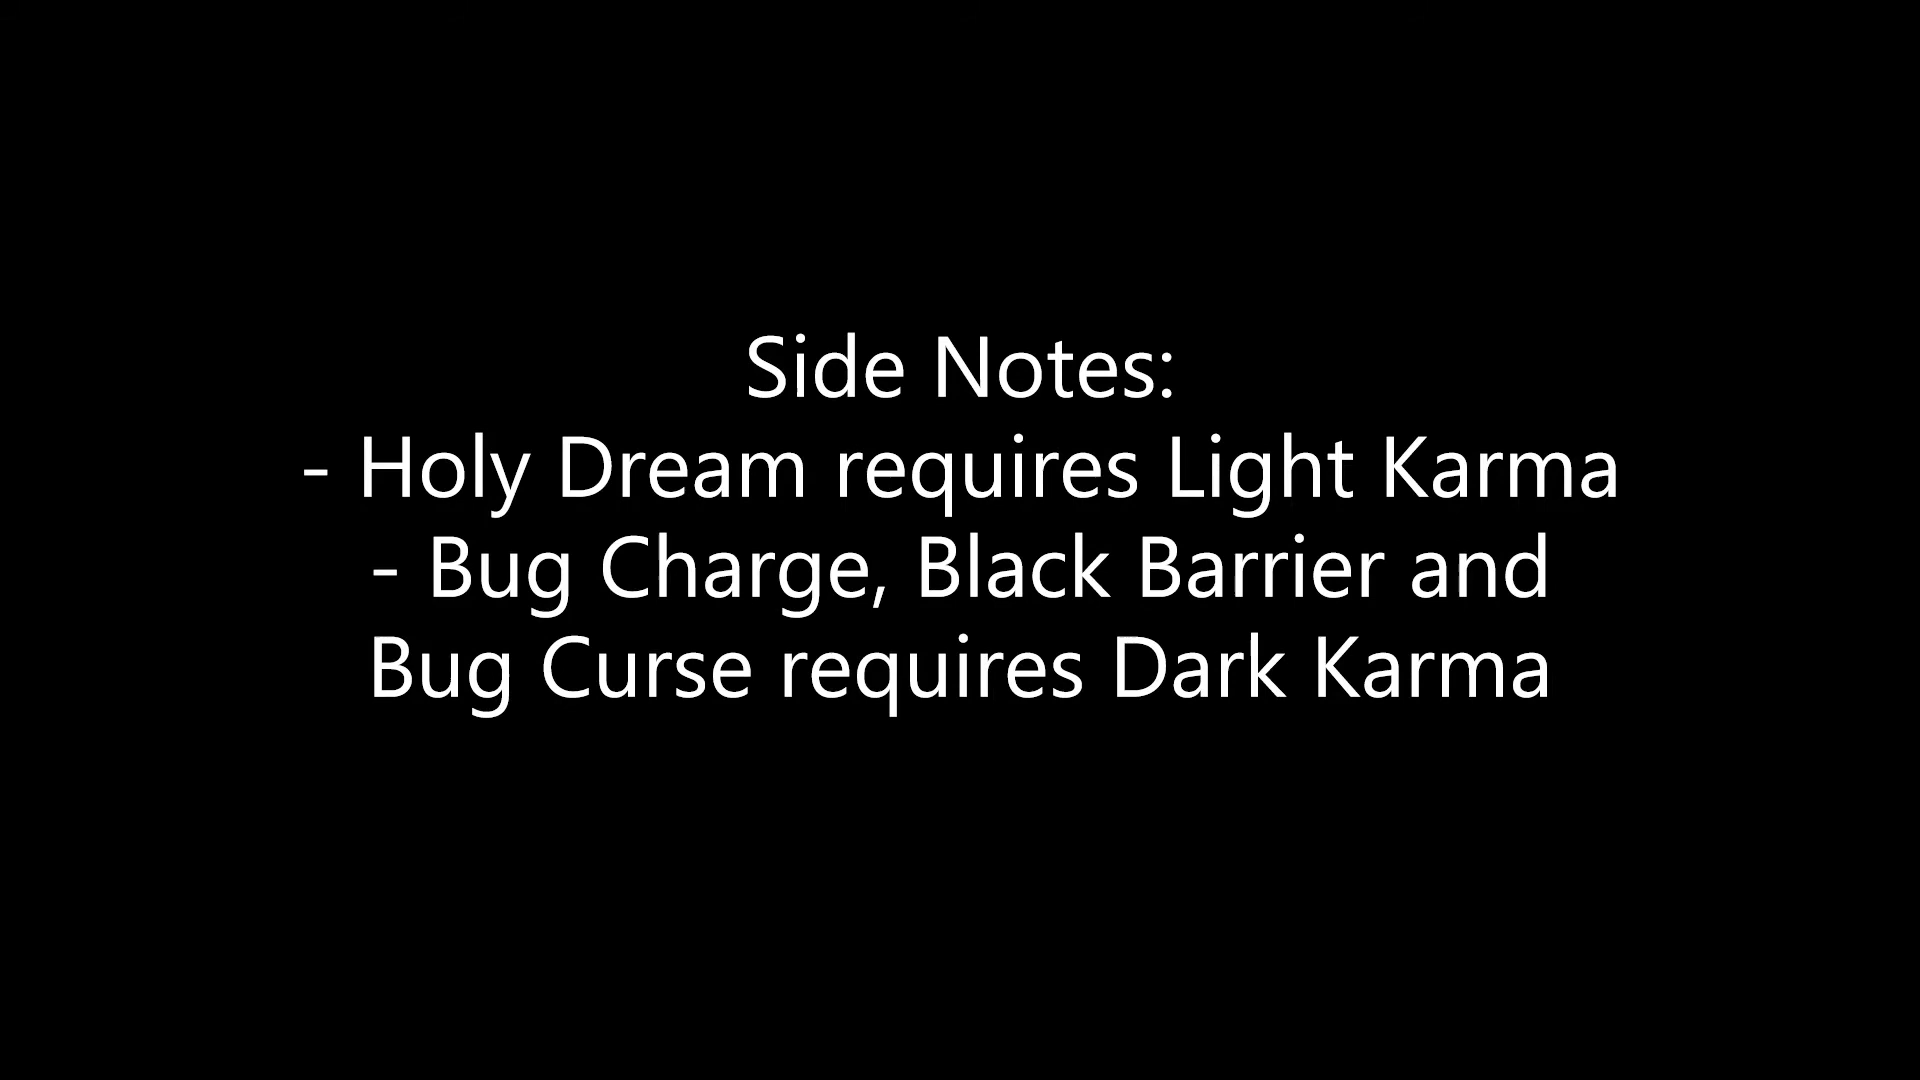 Side Notes:
- Holy Dream requires Light Karma
- Bug Charge, Black Barrier and
Bug Curse requires Dark Karma